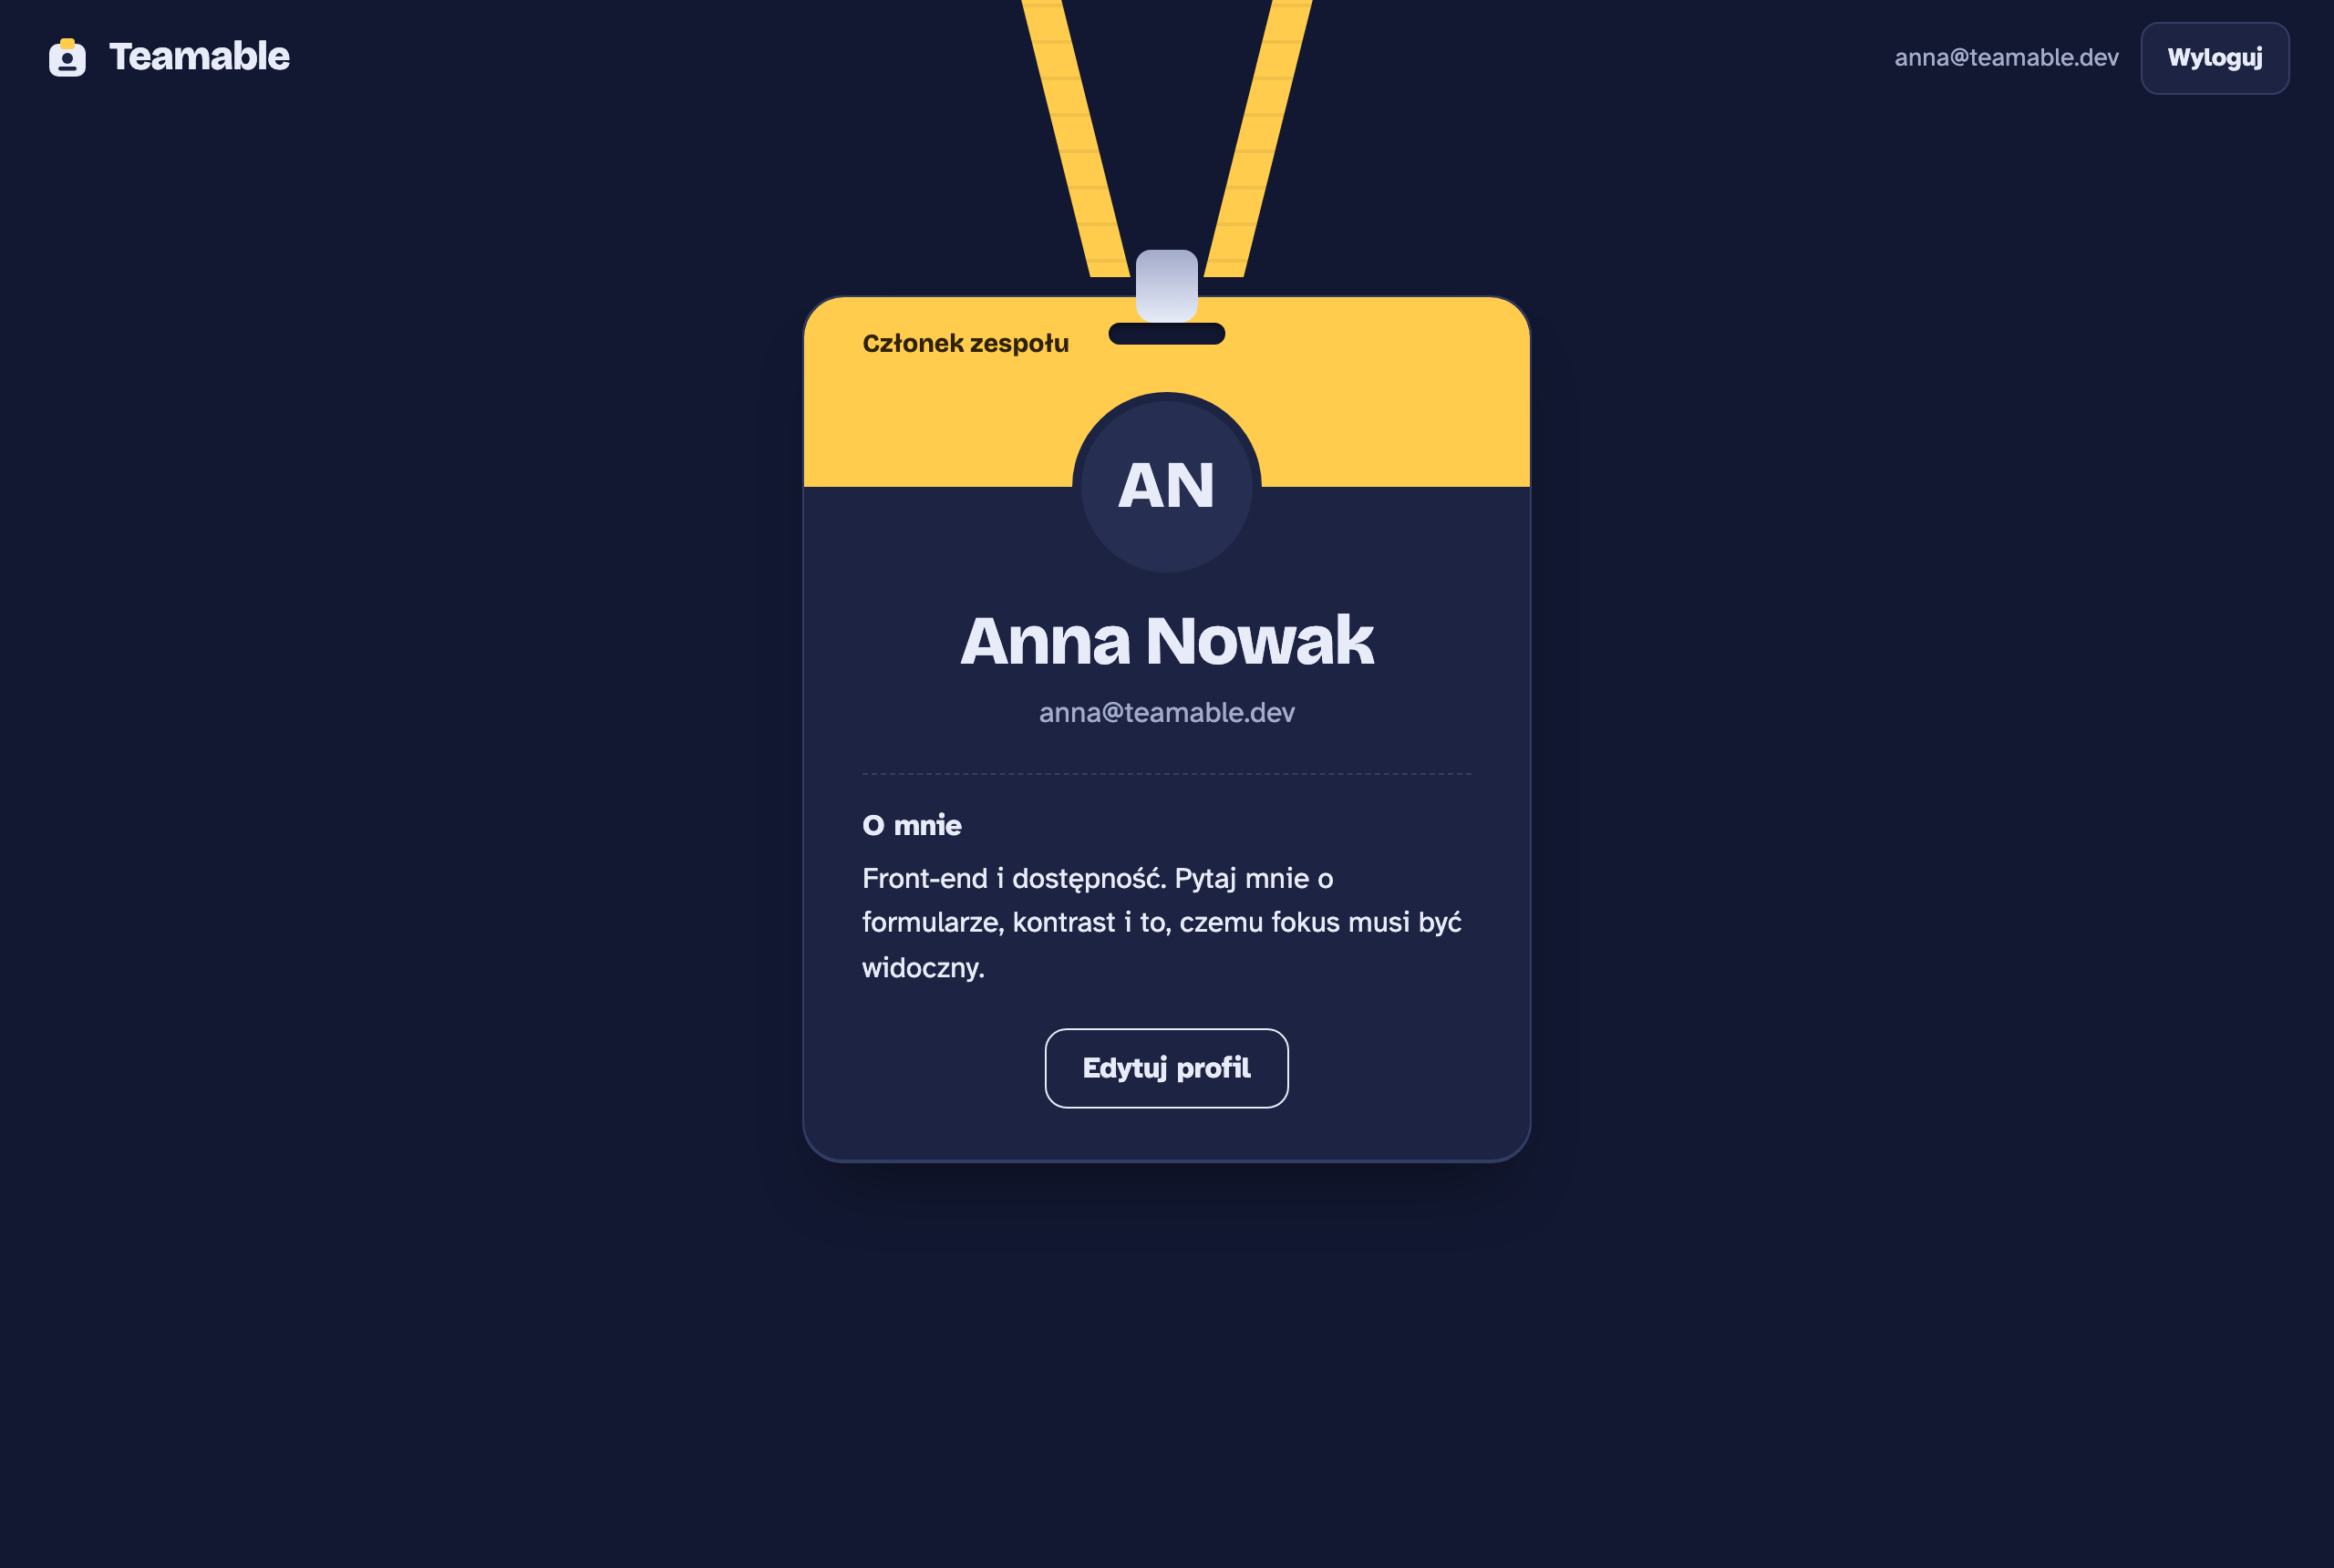 Teamable
anna@teamable.dev
Wyloguj
Członek zespołu
AN
Anna Nowak
anna@teamable.dev
O mnie
Front-end i dostępność. Pytaj mnie o
formularze, kontrast i to, czemu fokus musi być
widoczny.
Edytuj profil